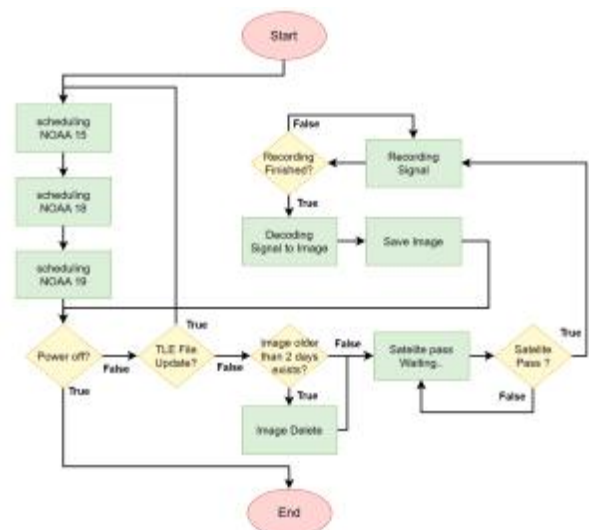 Start
scheduling
NOAA 15
False
Recording
Finished?
Recording
Signal
scheduling
NOAA 18
True
Decoding
Signal to Image
Save Image
scheduling
NOAA 19
True
True
Power off?
False
TLE File
Update?
False
Image older
than 2 days
exists?
False
Satelite pass
Waiting..
Satelite
Pass ?
True
True
False
Image Delete
End